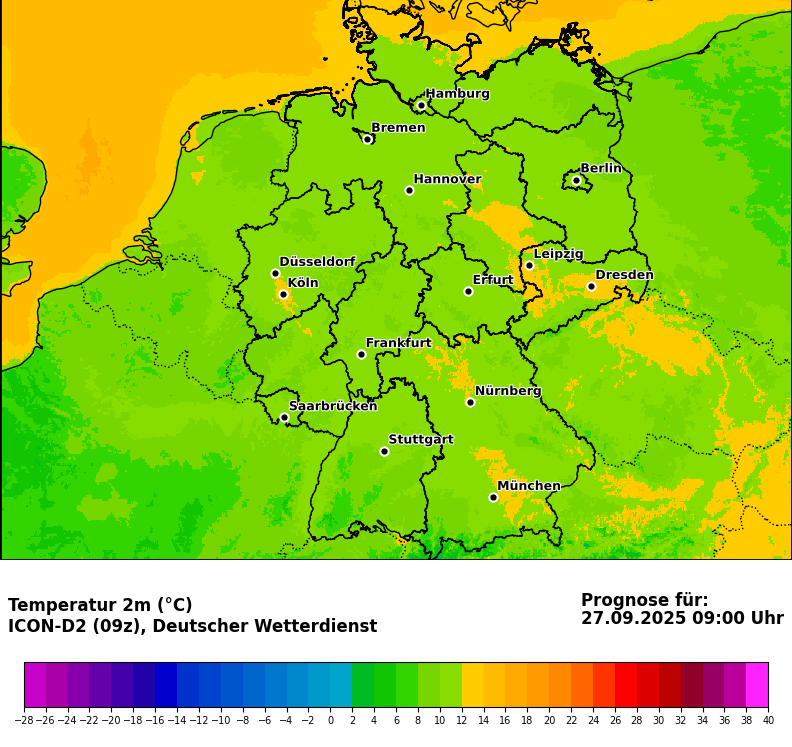 Hamburg
Bremen
Berlin
Hannover
Leipzig
Düsseldorf
Dresden
Köln
Erfurt
Frankfurt
Nürnberg
Saarbrücken
Stuttgart
München
Temperatur 2m (°C)
ICON-D2 (09z), Deutscher Wetterdienst
Prognose für:
27.09.2025 09:00 Uhr
−28 −26 −24 −22 −20 −18 −16 −14 −12 −10 −8 −6 −4 −2 0 2 4 6 8 10 12 14 16 18 20 22 24 26 28 30 32 34 36 38 40